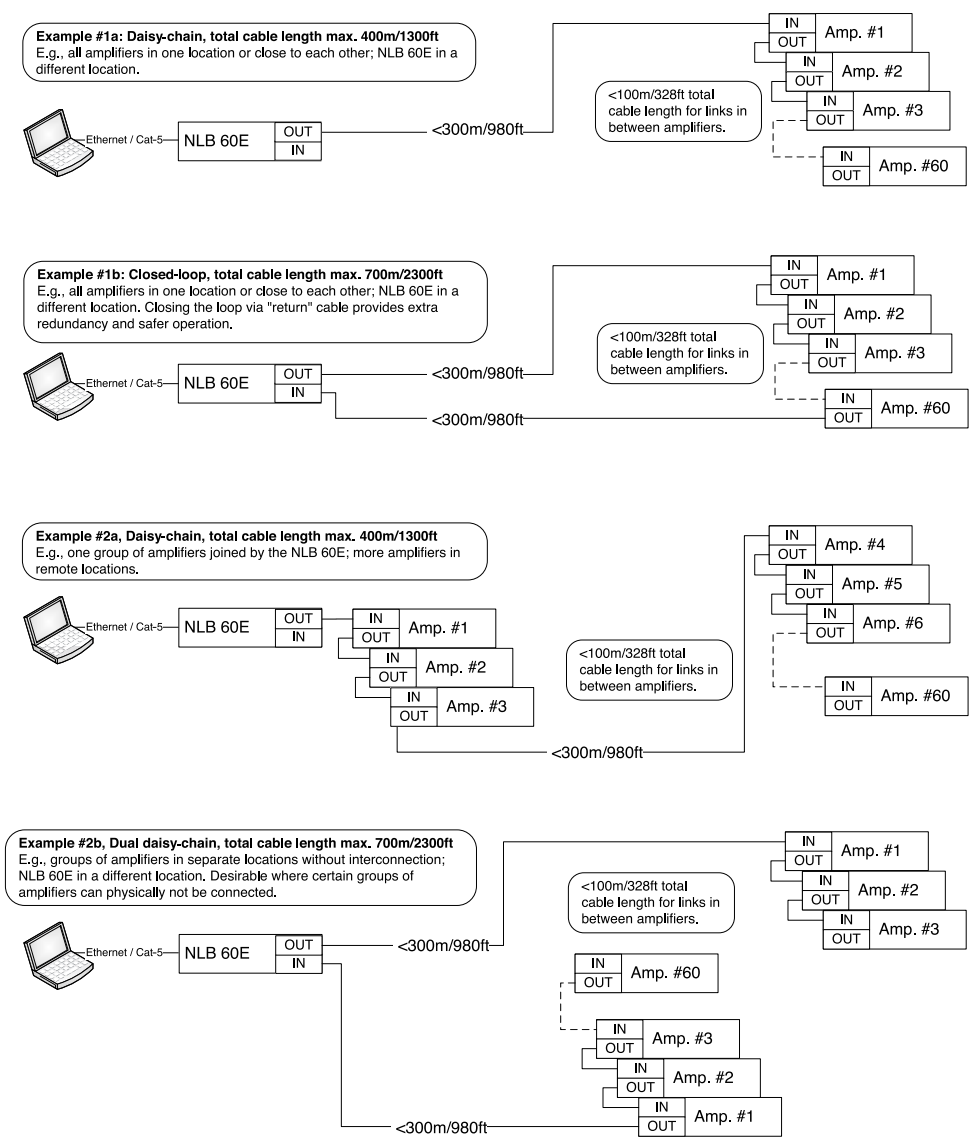 Example #1a: Daisy-chain, total cable length max. 400m/1300ft
E.g., all amplifiers in one location or close to each other; NLB 60E in a
different location.
IN
OUT
Amp. #1
IN
OUT
Amp. #2
IN
OUT
Amp. #3
IN
OUT
Amp. #60
<100m/328ft total
cable length for links in
between amplifiers.
Ethernet / Cat-5
NLB 60E
OUT
IN
<300m/980ft
Example #1b: Closed-loop, total cable length max. 700m/2300ft
E.g., all amplifiers in one location or close to each other; NLB 60E in a
different location. Closing the loop via "return" cable provides extra
redundancy and safer operation.
IN
OUT
Amp. #1
IN
OUT
Amp. #2
IN
OUT
Amp. #3
IN
OUT
Amp. #60
<100m/328ft total
cable length for links in
between amplifiers.
Ethernet / Cat-5
NLB 60E
OUT
IN
<300m/980ft
<300m/980ft
Example #2a, Daisy-chain, total cable length max. 400m/1300ft
E.g., one group of amplifiers joined by the NLB 60E; more amplifiers in
remote locations.
Ethernet / Cat-5
NLB 60E
OUT
IN
IN
OUT
Amp. #1
IN
OUT
Amp. #2
IN
OUT
Amp. #3
<100m/328ft total
cable length for links in
between amplifiers.
IN
OUT
Amp. #4
IN
OUT
Amp. #5
IN
OUT
Amp. #6
IN
OUT
Amp. #60
<300m/980ft
Example #2b, Dual daisy-chain, total cable length max. 700m/2300ft
E.g., groups of amplifiers in separate locations without interconnection;
NLB 60E in a different location. Desirable where certain groups of
amplifiers can physically not be connected.
<100m/328ft total
cable length for links in
between amplifiers.
IN
OUT
Amp. #1
IN
OUT
Amp. #2
IN
OUT
Amp. #3
Ethernet / Cat-5
NLB 60E
OUT
IN
<300m/980ft
IN
OUT
Amp. #60
IN
OUT
Amp. #3
IN
OUT
Amp. #2
IN
OUT
Amp. #1
<300m/980ft